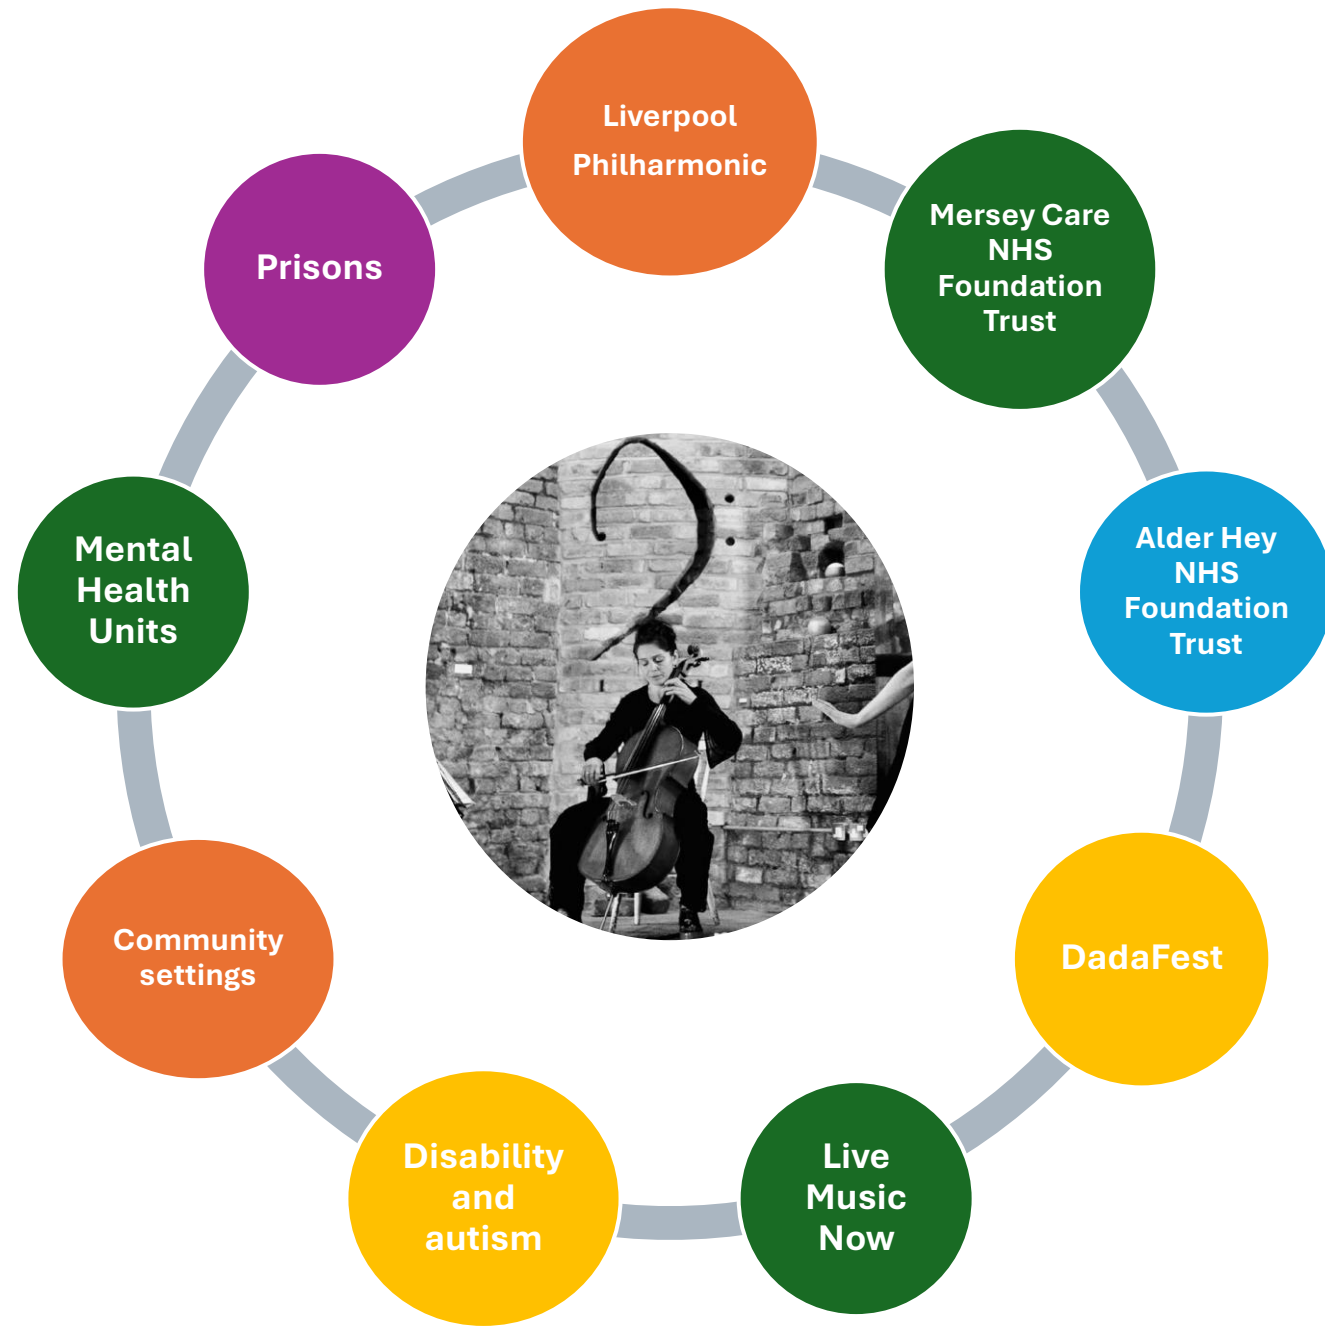 Liverpool
Philharmonic
Mersey Care
NHS
Foundation
Trust
Alder Hey
NHS
Foundation
Trust
DadaFest
Live
Music
Now
Disability
and
autism
Community
settings
Mental
Health
Units
Prisons